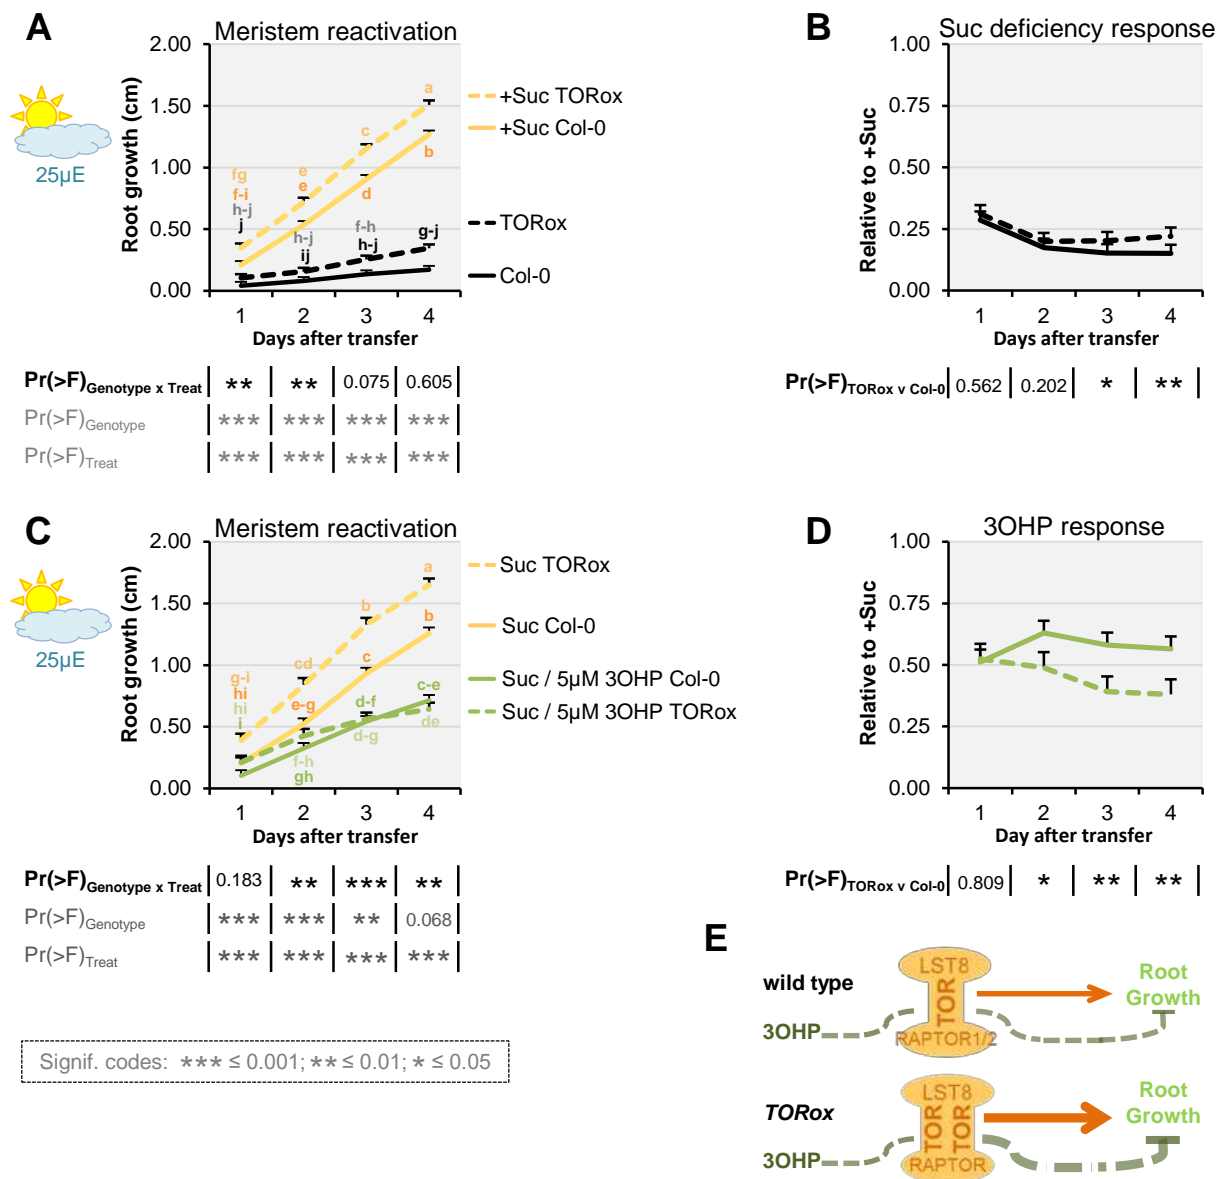 A
Meristem reactivation
2.00
1.50
1.00
0.50
0.00
Root growth (cm)
25µE
a
c
b
d
e
e
fg
f-i
h-j
j
h-j
ij
f-h
h-j
g-j
+Suc TORox
+Suc Col-0
TORox
Col-0
1 2 3 4
Days after transfer
Pr(>F)Genotype x Treat ** ** 0.075 0.605
Pr(>F)Genotype *** *** *** ***
Pr(>F)Treat *** *** *** ***
B
Suc deficiency response
1.00
0.75
0.50
0.25
0.00
Relative to +Suc
1 2 3 4
Days after transfer
Pr(>F)TORox v Col-0 0.562 0.202 * **
C
Meristem reactivation
2.00
1.50
1.00
0.50
0.00
Root growth (cm)
25µE
a
b
b
c
cd
e-g
g-i
hi
hi
i
f-h
gh
d-f
d-g
c-e
de
Suc TORox
Suc Col-0
Suc / 5µM 3OHP Col-0
Suc / 5µM 3OHP TORox
1 2 3 4
Days after transfer
Pr(>F)Genotype x Treat 0.183 ** *** **
Pr(>F)Genotype *** *** ** 0.068
Pr(>F)Treat *** *** *** ***
D
3OHP response
1.00
0.75
0.50
0.25
0.00
Relative to +Suc
1 2 3 4
Day after transfer
Pr(>F)TORox v Col-0 0.809 * ** **
Signif. codes: *** ≤ 0.001; ** ≤ 0.01; * ≤ 0.05
E
wild type
3OHP
LST8
TOR
RAPTOR1/2
Root
Growth
TORox
3OHP
LST8
TOR
TOR
RAPTOR
Root
Growth